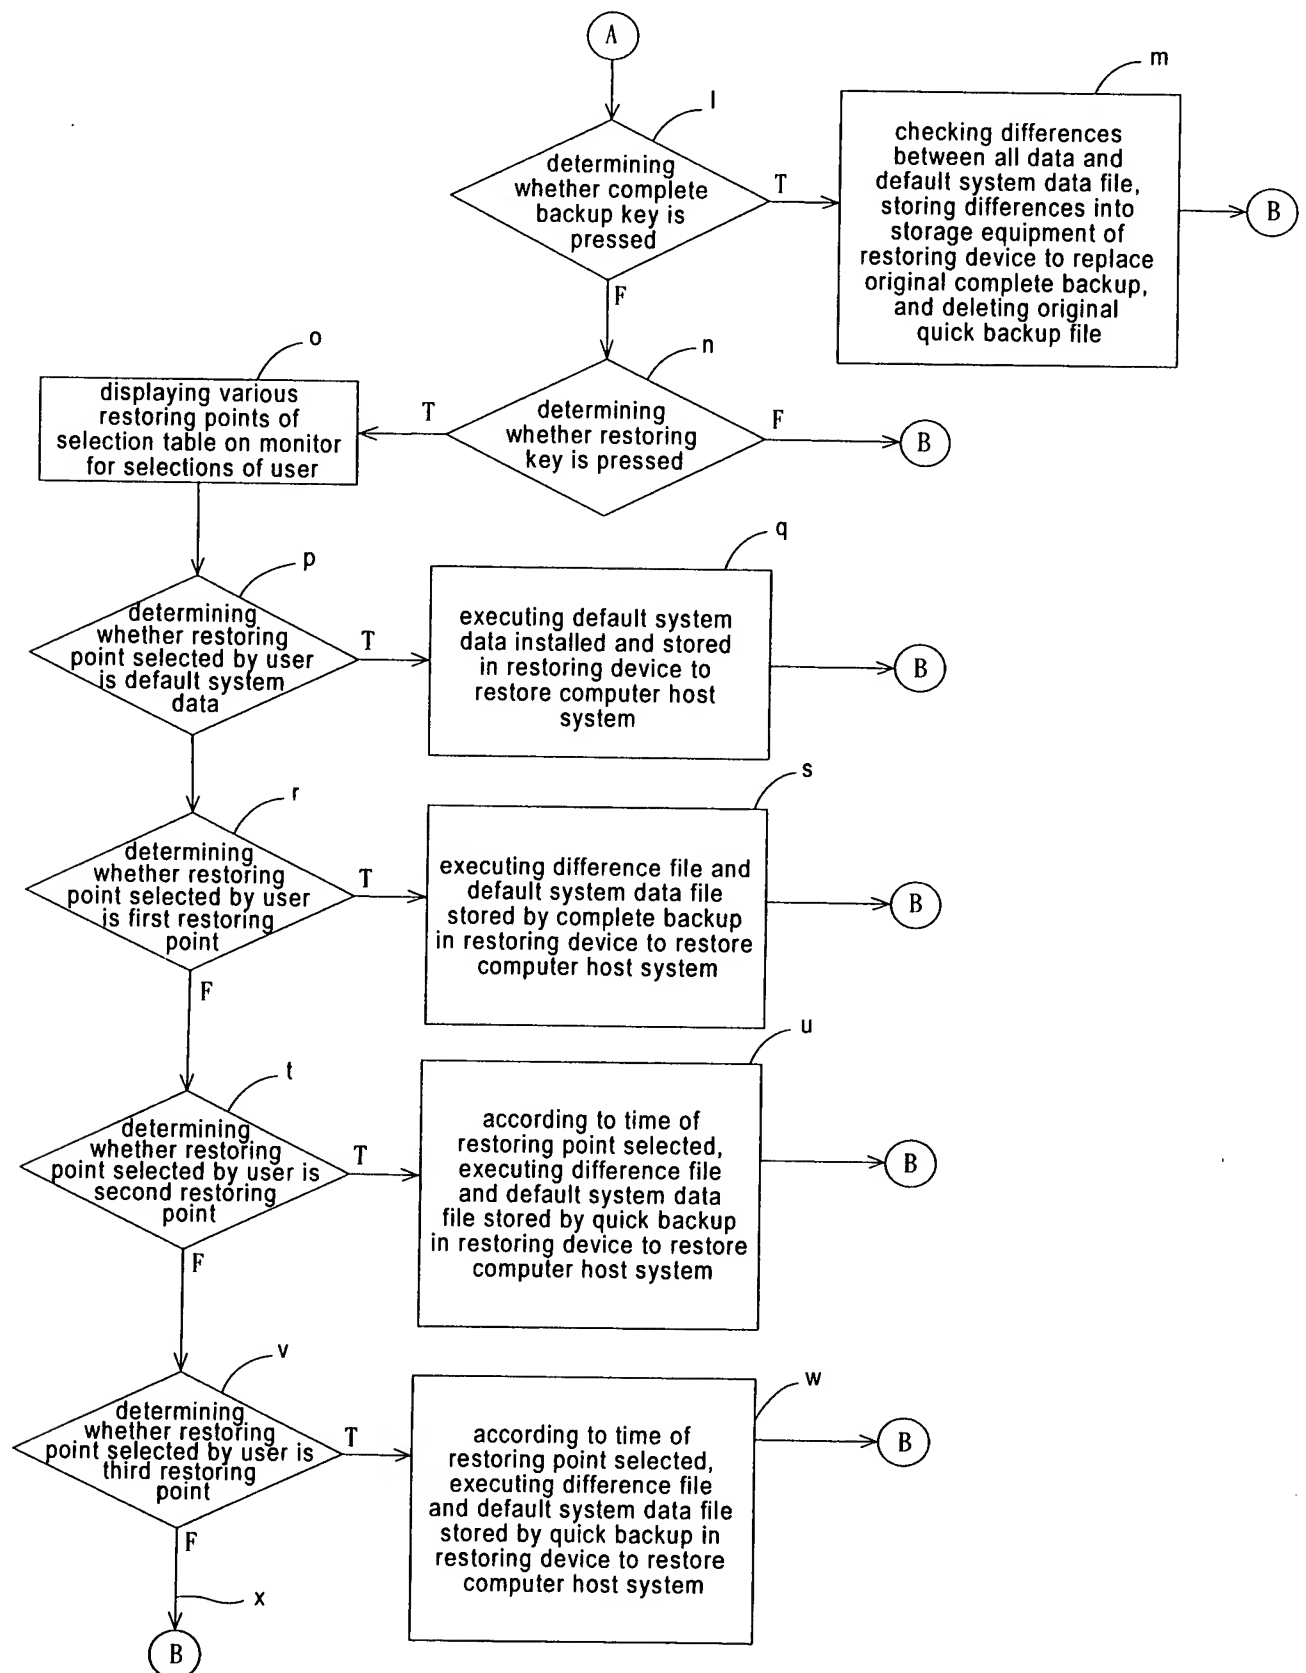 A
l
m
determining
whether complete
backup key is
pressed
T
checking differences
between all data and
default system data file,
storing differences into
storage equipment of
restoring device to replace
original complete backup,
and deleting original
quick backup file
B
F
o
n
displaying various
restoring points of
selection table on monitor
for selections of user
T
determining
whether restoring
key is pressed
F
B
p
q
determining
whether restoring
point selected by user
is default system
data
T
executing default system
data installed and stored
in restoring device to
restore computer host
system
B
r
s
determining
whether restoring
point selected by user
is first restoring
point
T
executing difference file and
default system data file
stored by complete backup
in restoring device to restore
computer host system
B
F
t
u
determining
whether restoring
point selected by user is
second restoring
point
T
according to time of
restoring point selected,
executing difference file
and default system data
file stored by quick backup
in restoring device to restore
computer host system
B
F
v
w
determining
whether restoring
point selected by user is
third restoring
point
T
according to time of
restoring point selected,
executing difference file
and default system data file
stored by quick backup in
restoring device to restore
computer host system
B
F
x
B